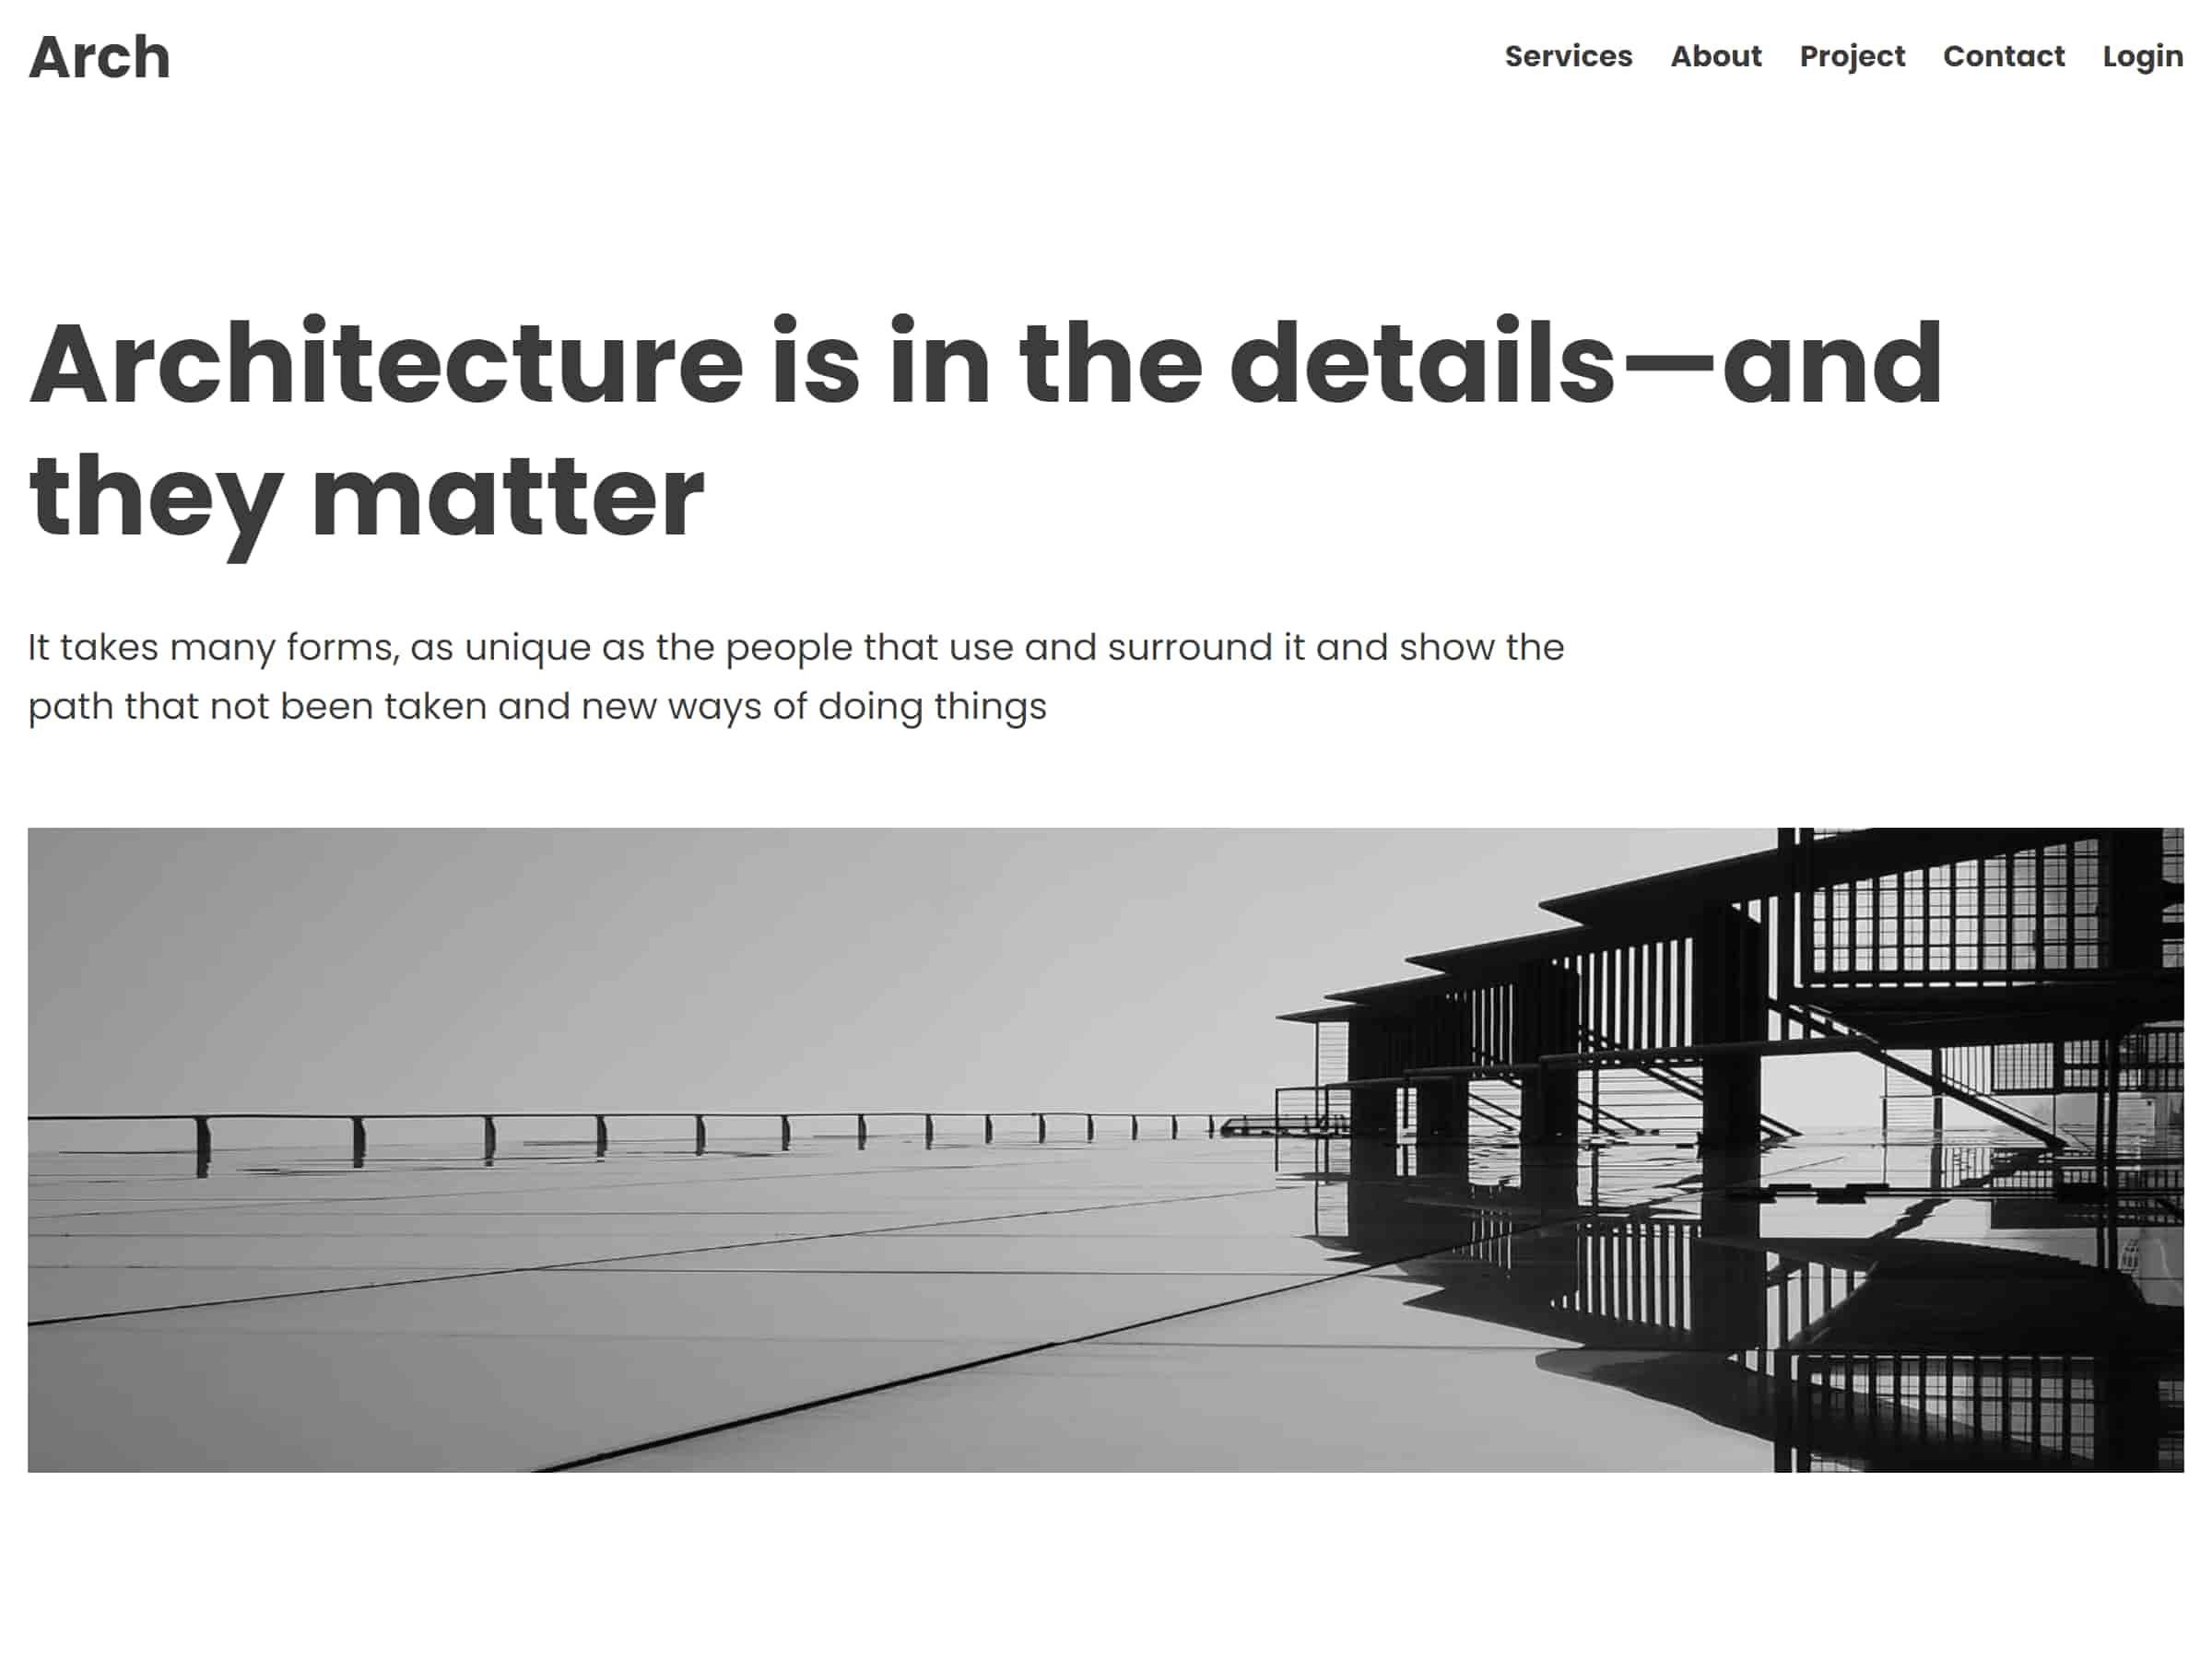 Arch
Services About Project Contact Login
Architecture is in the details—and
they matter
It takes many forms, as unique as the people that use and surround it and show the
path that not been taken and new ways of doing things